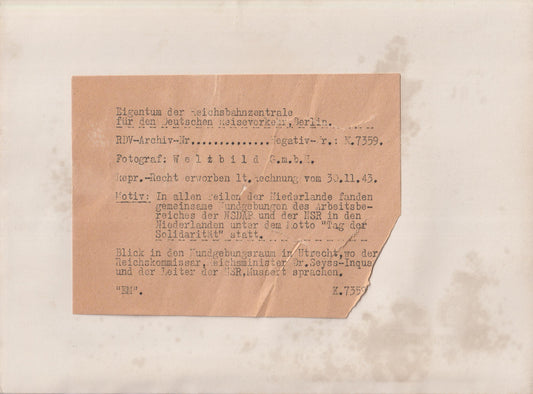 Eigentum der Reichsbahnzentrale
für den Deutschen Reiseverkehr, Berlin.
RDV-Archiv-Nr..............Negativ-Nr.: K.7359.
Fotograf: Weltbild G.m.b.H.
Repr.-Recht erworben lt. Rechnung vom 30.11.43.
Motiv: In allen Teilen der Niederlande fanden
gemeinsame Kundgebungen des Arbeitsbe-
reiches der NSDAP und der NSB in den
Niederlanden unter dem Motto "Tag der
Solidarität" statt.
Blick in den Kundgebungsraum in Utrecht, wo der
Reichskommissar, Reichsminister Dr. Seyss-Inqua
und der Leiter der NSB, Mussert sprachen.
"EM". K.7359